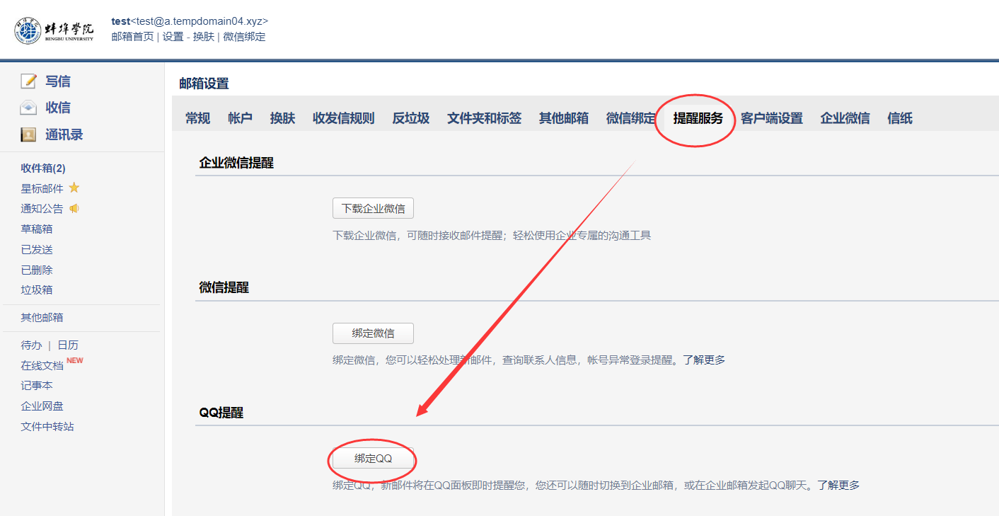 蚌埠学院
BENGBU UNIVERSITY
test<test@a.tempdomain04.xyz>
邮箱首页 | 设置 - 换肤 | 微信绑定
写信
收信
通讯录
收件箱(2)
星标邮件
通知公告
草稿箱
已发送
已删除
垃圾箱
其他邮箱
待办 | 日历
在线文档 NEW
记事本
企业网盘
文件中转站
邮箱设置
常规 帐户 换肤 收发信规则 反垃圾 文件夹和标签 其他邮箱 微信绑定 提醒服务 客户端设置 企业微信 信纸
企业微信提醒
下载企业微信
下载企业微信，可随时接收邮件提醒；轻松使用企业专属的沟通工具
微信提醒
绑定微信
绑定微信，您可以轻松处理新邮件，查询联系人信息，帐号异常登录提醒。了解更多
QQ提醒
绑定QQ
绑定QQ，新邮件将在QQ面板即时提醒您，您还可以随时切换到企业邮箱，或在企业邮箱发起QQ聊天。了解更多